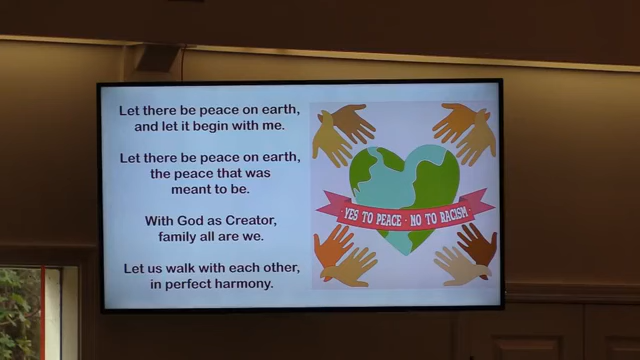 Let there be peace on earth,
and let it begin with me.
Let there be peace on earth,
the peace that was
meant to be.
With God as Creator,
family all are we.
Let us walk with each other,
in perfect harmony.
YES TO PEACE - NO TO RACISM